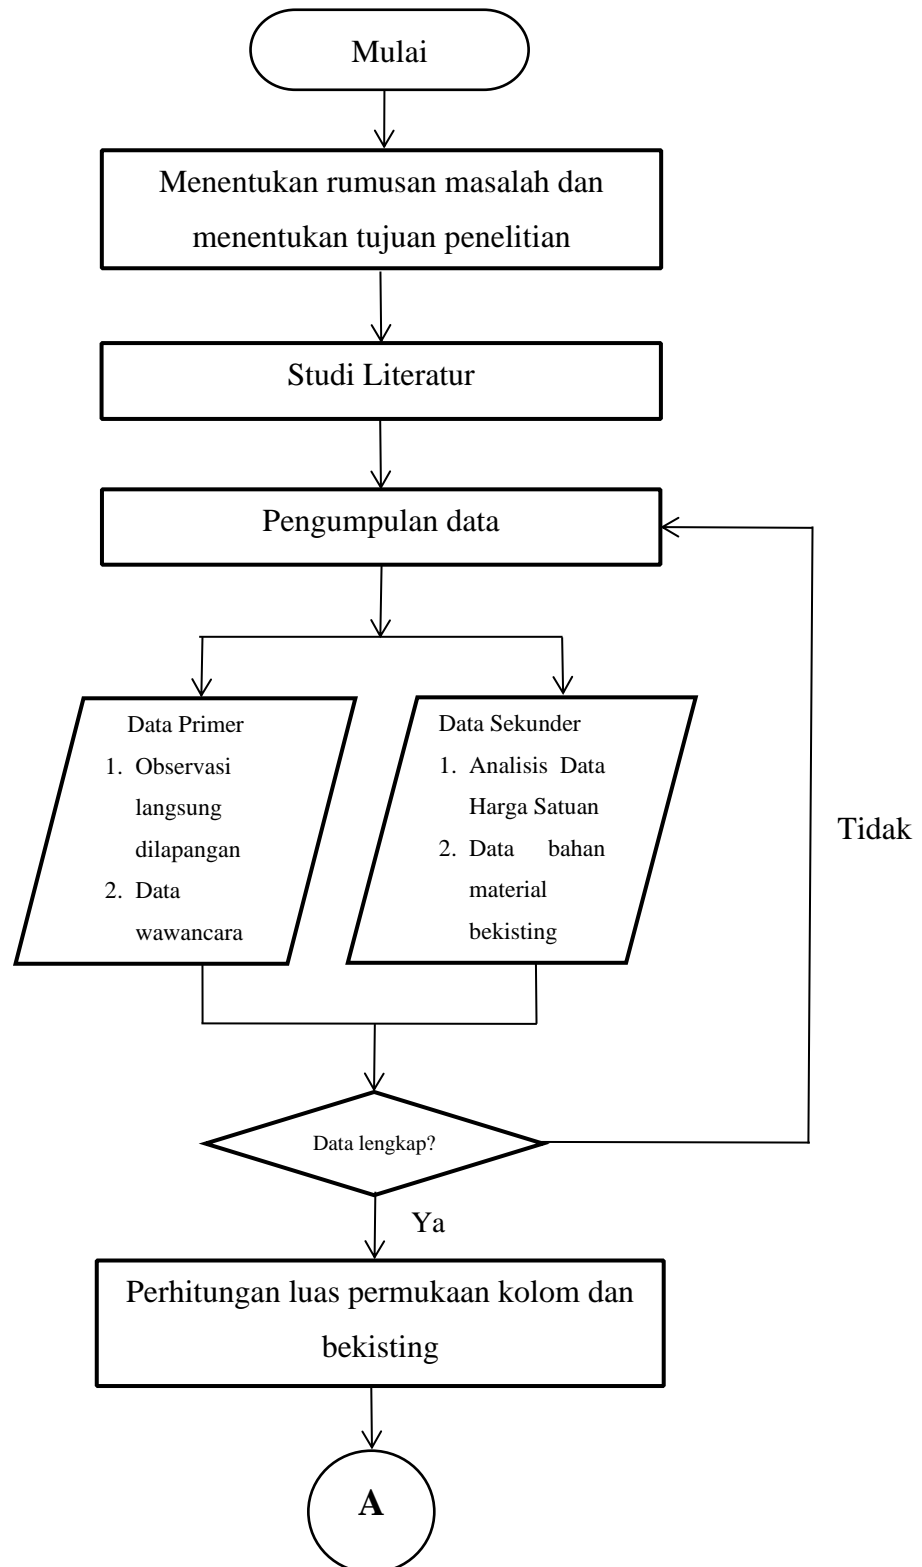 Mulai
Menentukan rumusan masalah dan
menentukan tujuan penelitian
Studi Literatur
Pengumpulan data
Data Primer
1. Observasi
langsung
dilapangan
2. Data
wawancara
Data Sekunder
1. Analisis Data
Harga Satuan
2. Data bahan
material
bekisting
Tidak
Data lengkap?
Ya
Perhitungan luas permukaan kolom dan
bekisting
A